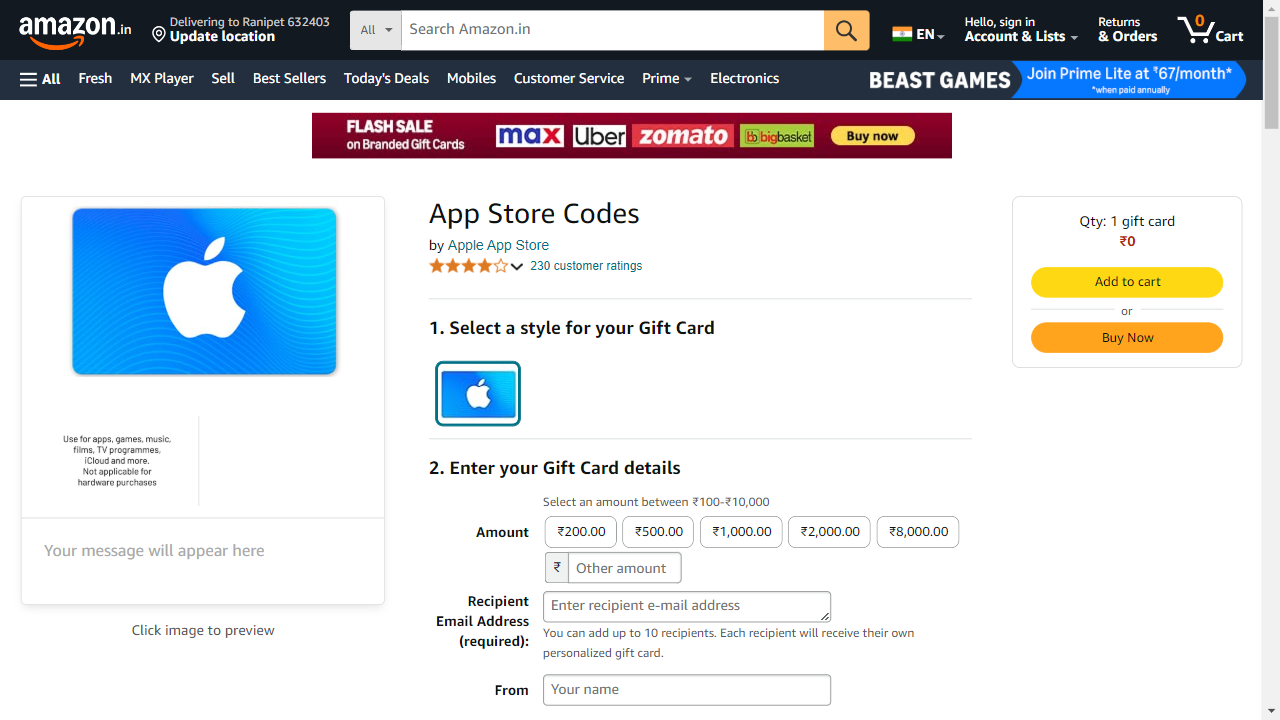 amazon.in
Delivering to Ranipet 632403
Update location
All
Search Amazon.in
EN
Hello, sign in
Account & Lists
Returns
& Orders
0
Cart
All
Fresh
MX Player
Sell
Best Sellers
Today's Deals
Mobiles
Customer Service
Prime
Electronics
BEAST GAMES
Join Prime Lite at ₹67/month*
*when paid annually
FLASH SALE
on Branded Gift Cards
max
Uber
zomato
bb bigbasket
Buy now
Use for apps, games, music,
films, TV programmes,
iCloud and more.
Not applicable for
hardware purchases
Your message will appear here
Click image to preview
App Store Codes
by Apple App Store
230 customer ratings
1. Select a style for your Gift Card
2. Enter your Gift Card details
Select an amount between ₹100-₹10,000
Amount
₹200.00
₹500.00
₹1,000.00
₹2,000.00
₹8,000.00
₹
Other amount
Recipient
Email Address
(required):
Enter recipient e-mail address
You can add up to 10 recipients. Each recipient will receive their own
personalized gift card.
From
Your name
Qty: 1 gift card
₹0
Add to cart
or
Buy Now